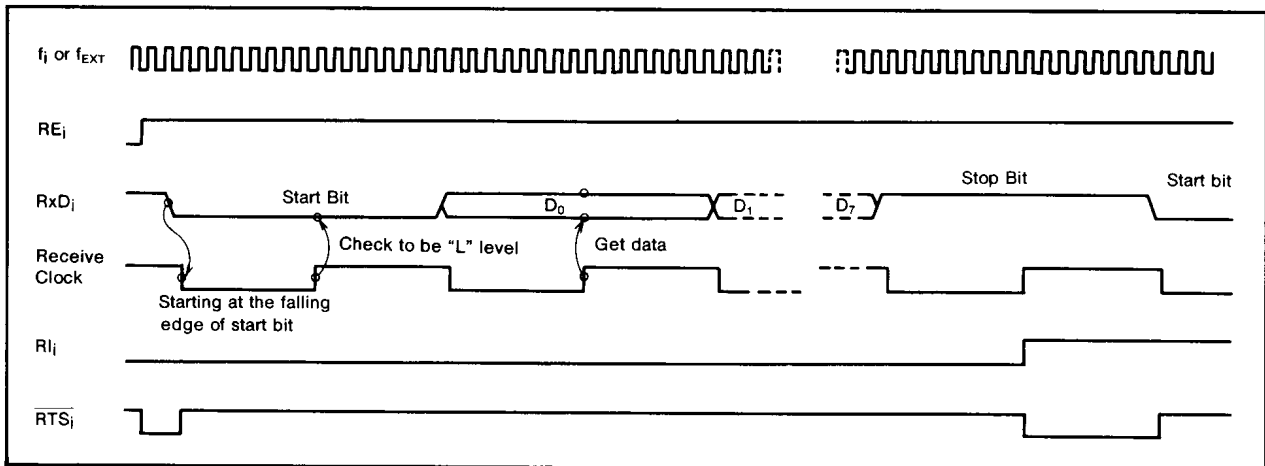 fi or fEXT
REi
RxDi Start Bit D0 D1 D7 Stop Bit Start bit
Check to be "L" level Get data
Receive
Clock
Starting at the falling
edge of start bit
RIi
RTSi